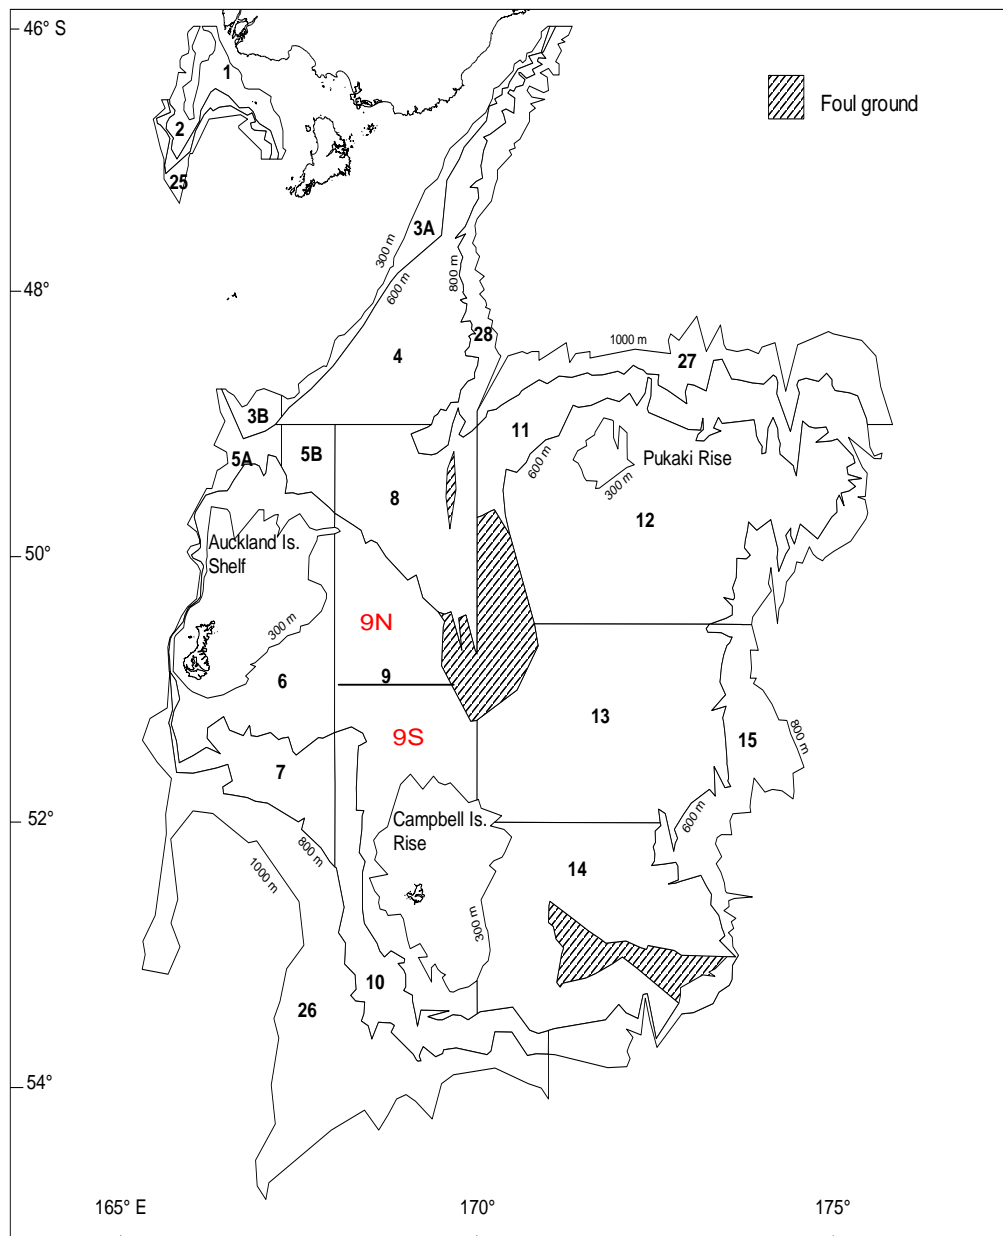 46° S
1
Foul ground
2
25
3A
300 m
600 m
800 m
48°
28
1000 m
27
4
3B
11
5A
5B
600 m
Pukaki Rise
300 m
8
12
Auckland Is.
Shelf
50°
300 m
9N
6
9
13
9S
15
800 m
7
52°
Campbell Is.
Rise
600 m
800 m
1000 m
14
300 m
10
26
54°
165° E
170°
175°